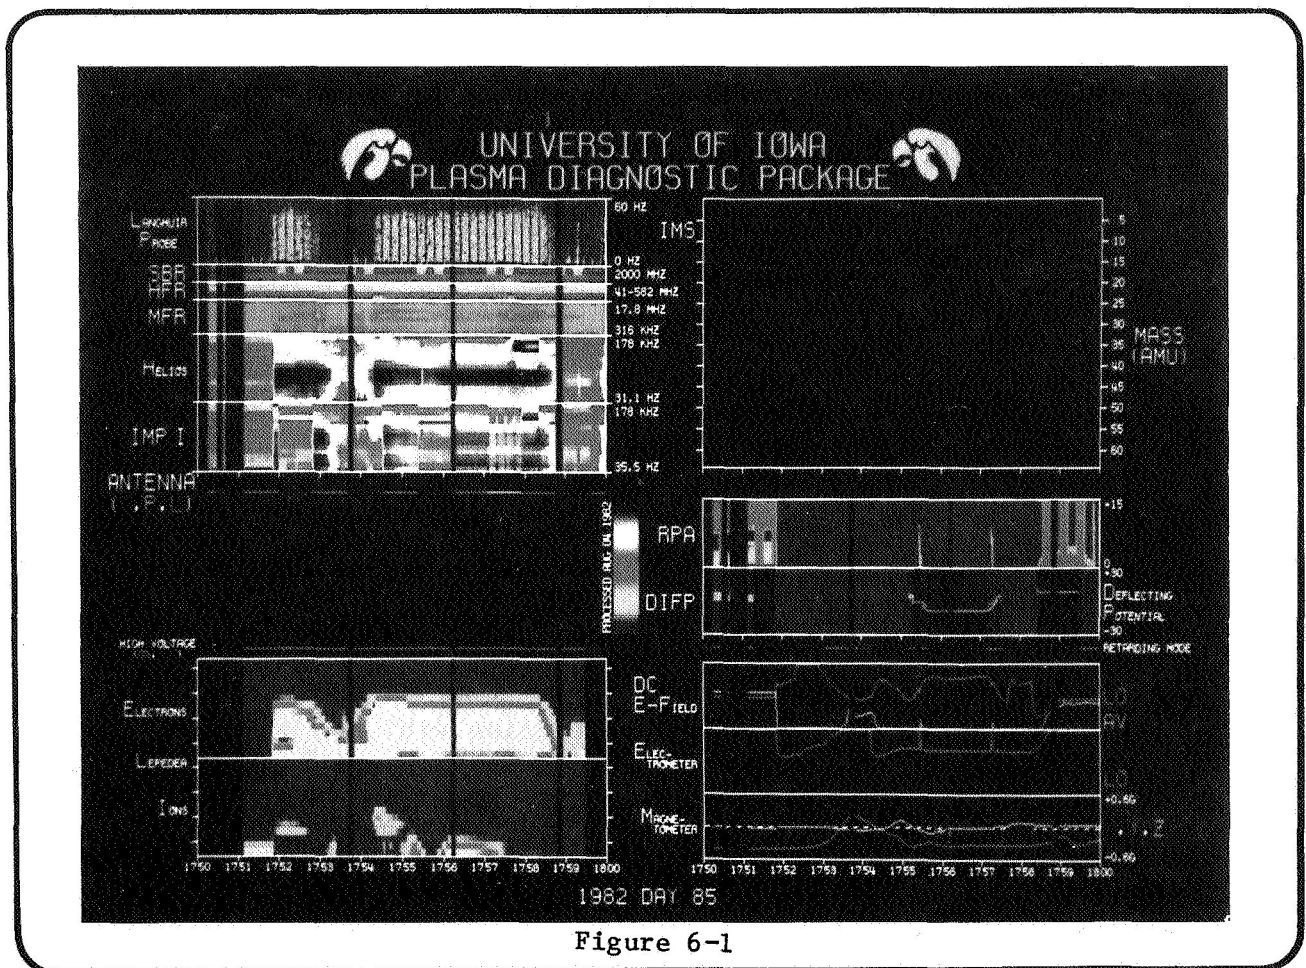 UNIVERSITY OF IOWA
PLASMA DIAGNOSTIC PACKAGE
LANGMUIR
PROBE
60 HZ
0 HZ
SBR
2000 MHZ
HFR
41-582 MHZ
MFR
17.8 MHZ
316 KHZ
HELIOS
178 KHZ
31.1 HZ
IMP I
178 KHZ
35.5 HZ
ANTENNA
IMS
5
10
15
20
25
30
35
40
45
50
55
60
MASS
(AMU)
PROCESSED AUG 04 1982
RPA
+15
0
DIFP
+30
DEFLECTING
POTENTIAL
-30
RETARDING MODE
HIGH VOLTAGE
ELECTRONS
LEPEDEA
IONS
1750 1751 1752 1753 1754 1755 1756 1757 1758 1759 1800
DC
E-FIELD
AV
ELEC-
TROMETER
MAGNE-
TOMETER
+0.6G
Z
-0.6G
1750 1751 1752 1753 1754 1755 1756 1757 1758 1759 1800
1982 DAY 85
Figure 6-1